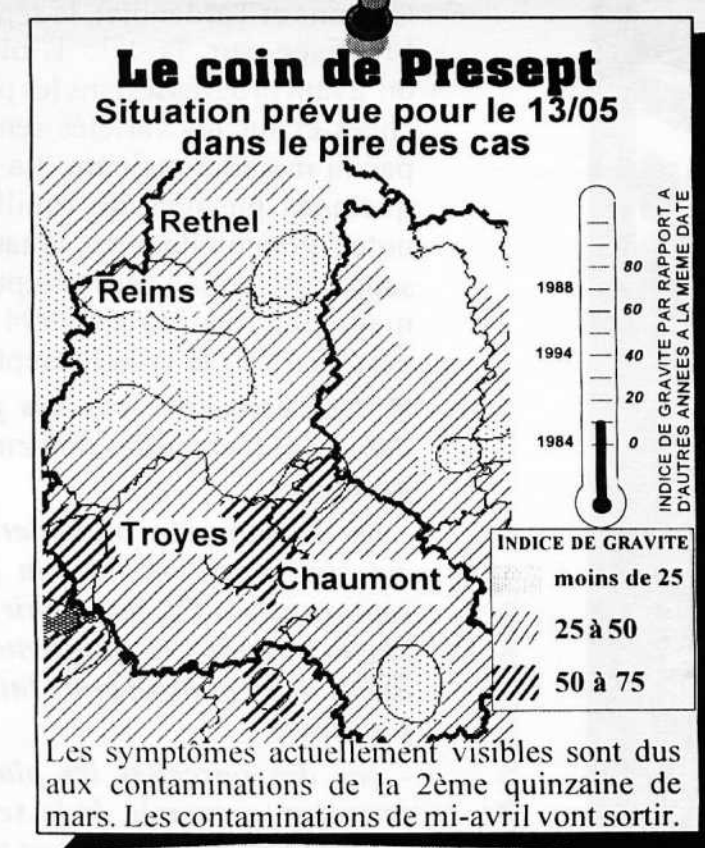 Le coin de Presept
Situation prévue pour le 13/05
dans le pire des cas
Rethel
Reims
Troyes
Chaumont
1988
1994
1984
80
60
40
20
0
INDICE DE GRAVITE PAR RAPPORT A
D'AUTRES ANNEES A LA MEME DATE
INDICE DE GRAVITE
moins de 25
25 à 50
50 à 75
Les symptômes actuellement visibles sont dus
aux contaminations de la 2ème quinzaine de
mars. Les contaminations de mi-avril vont sortir.